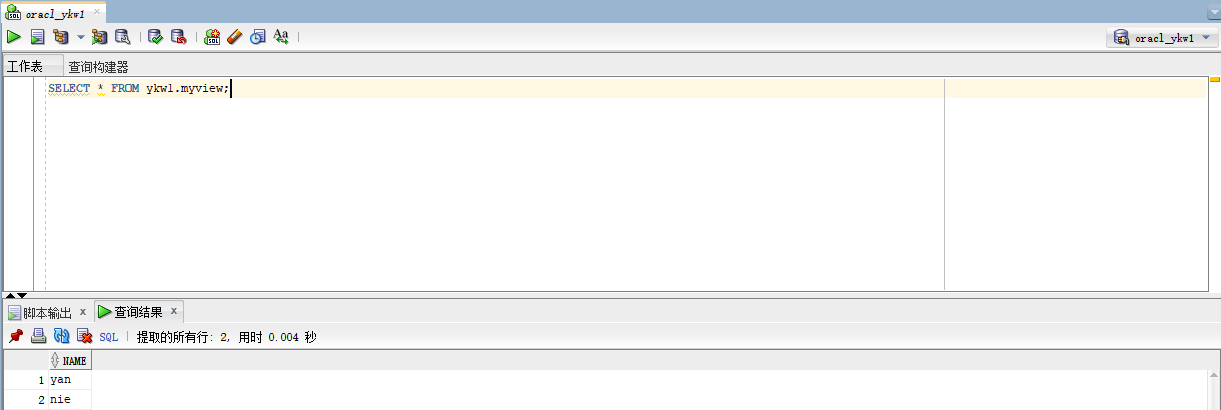 oracl_ykw1
SQL
Aa
oracl_ykw1
工作表 查询构建器
SELECT * FROM ykw1.myview;
脚本输出 x 查询结果 x
SQL 提取的所有行: 2, 用时 0.004 秒
NAME
1 yan
2 nie